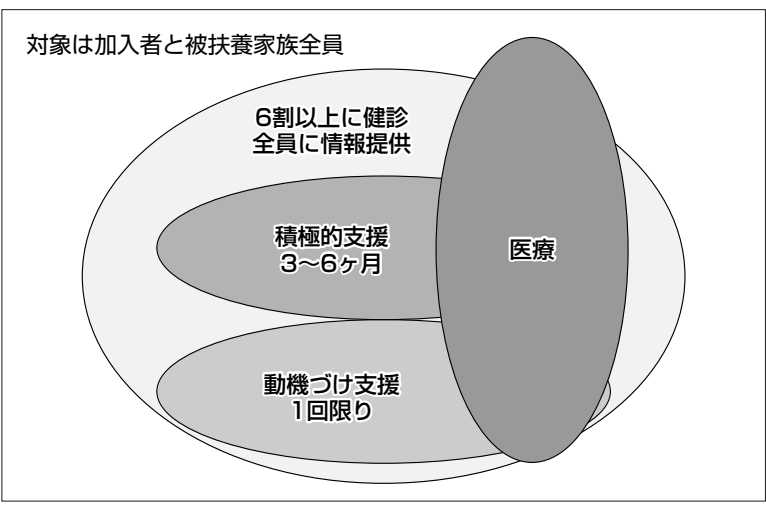 対象は加入者と被扶養家族全員
6割以上に健診
全員に情報提供
積極的支援
3〜6ヶ月
医療
動機づけ支援
1回限り